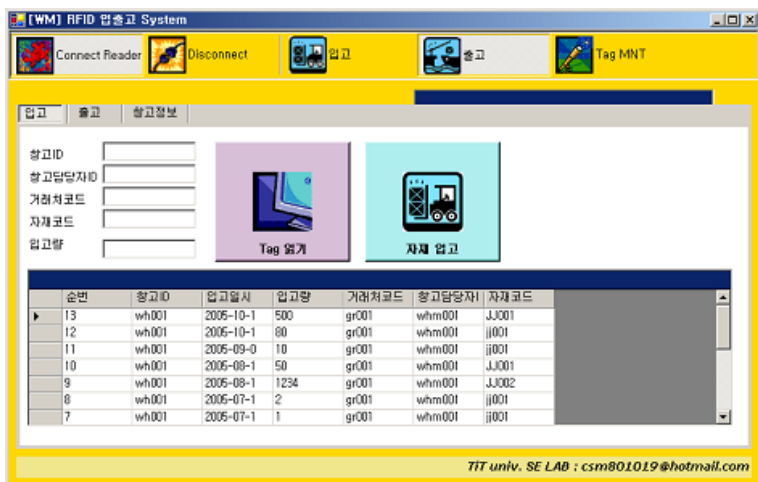 [WM] RFID 입출고 System
Connect Reader Disconnect 입고 출고 Tag MNT
입고 출고 창고정보
창고ID
창고담당자ID
거래처코드
자재코드
입고량
Tag 읽기 자재 입고
순번 창고ID 입고일시 입고량 거래처코드 창고담당자I 자재코드
13 wh001 2005-10-1 500 gr001 whm001 JJ001
12 wh001 2005-10-1 80 gr001 whm001 jj001
11 wh001 2005-09-0 10 gr001 whm001 jj001
10 wh001 2005-08-1 50 gr001 whm001 JJ001
9 wh001 2005-08-1 1234 gr001 whm001 JJ002
8 wh001 2005-07-1 2 gr001 whm001 jj001
7 wh001 2005-07-1 1 gr001 whm001 jj001
TiT univ. SE LAB ; csm801019@hotmail.com